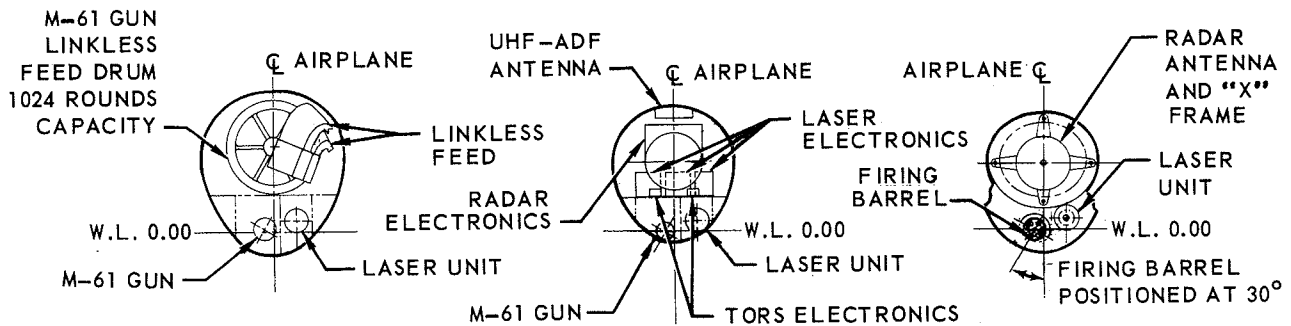 M-61 GUN
LINKLESS
FEED DRUM
1024 ROUNDS
CAPACITY
℄ AIRPLANE
LINKLESS
FEED
W.L. 0.00
M-61 GUN
LASER UNIT
UHF-ADF
ANTENNA
℄ AIRPLANE
LASER
ELECTRONICS
RADAR
ELECTRONICS
W.L. 0.00
LASER UNIT
M-61 GUN
TORS ELECTRONICS
AIRPLANE ℄
RADAR
ANTENNA
AND "X"
FRAME
FIRING
BARREL
LASER
UNIT
W.L. 0.00
FIRING BARREL
POSITIONED AT 30°